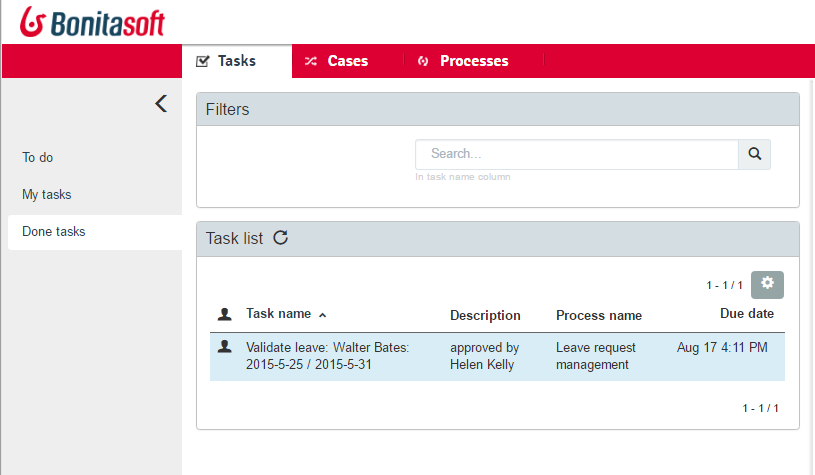 Bonitasoft
Tasks
Cases
Processes
To do
My tasks
Done tasks
Filters
Search...
In task name column
Task list
1 - 1 / 1
Task name
Description
Process name
Due date
Validate leave: Walter Bates:
2015-5-25 / 2015-5-31
approved by
Helen Kelly
Leave request
management
Aug 17 4:11 PM
1 - 1 / 1